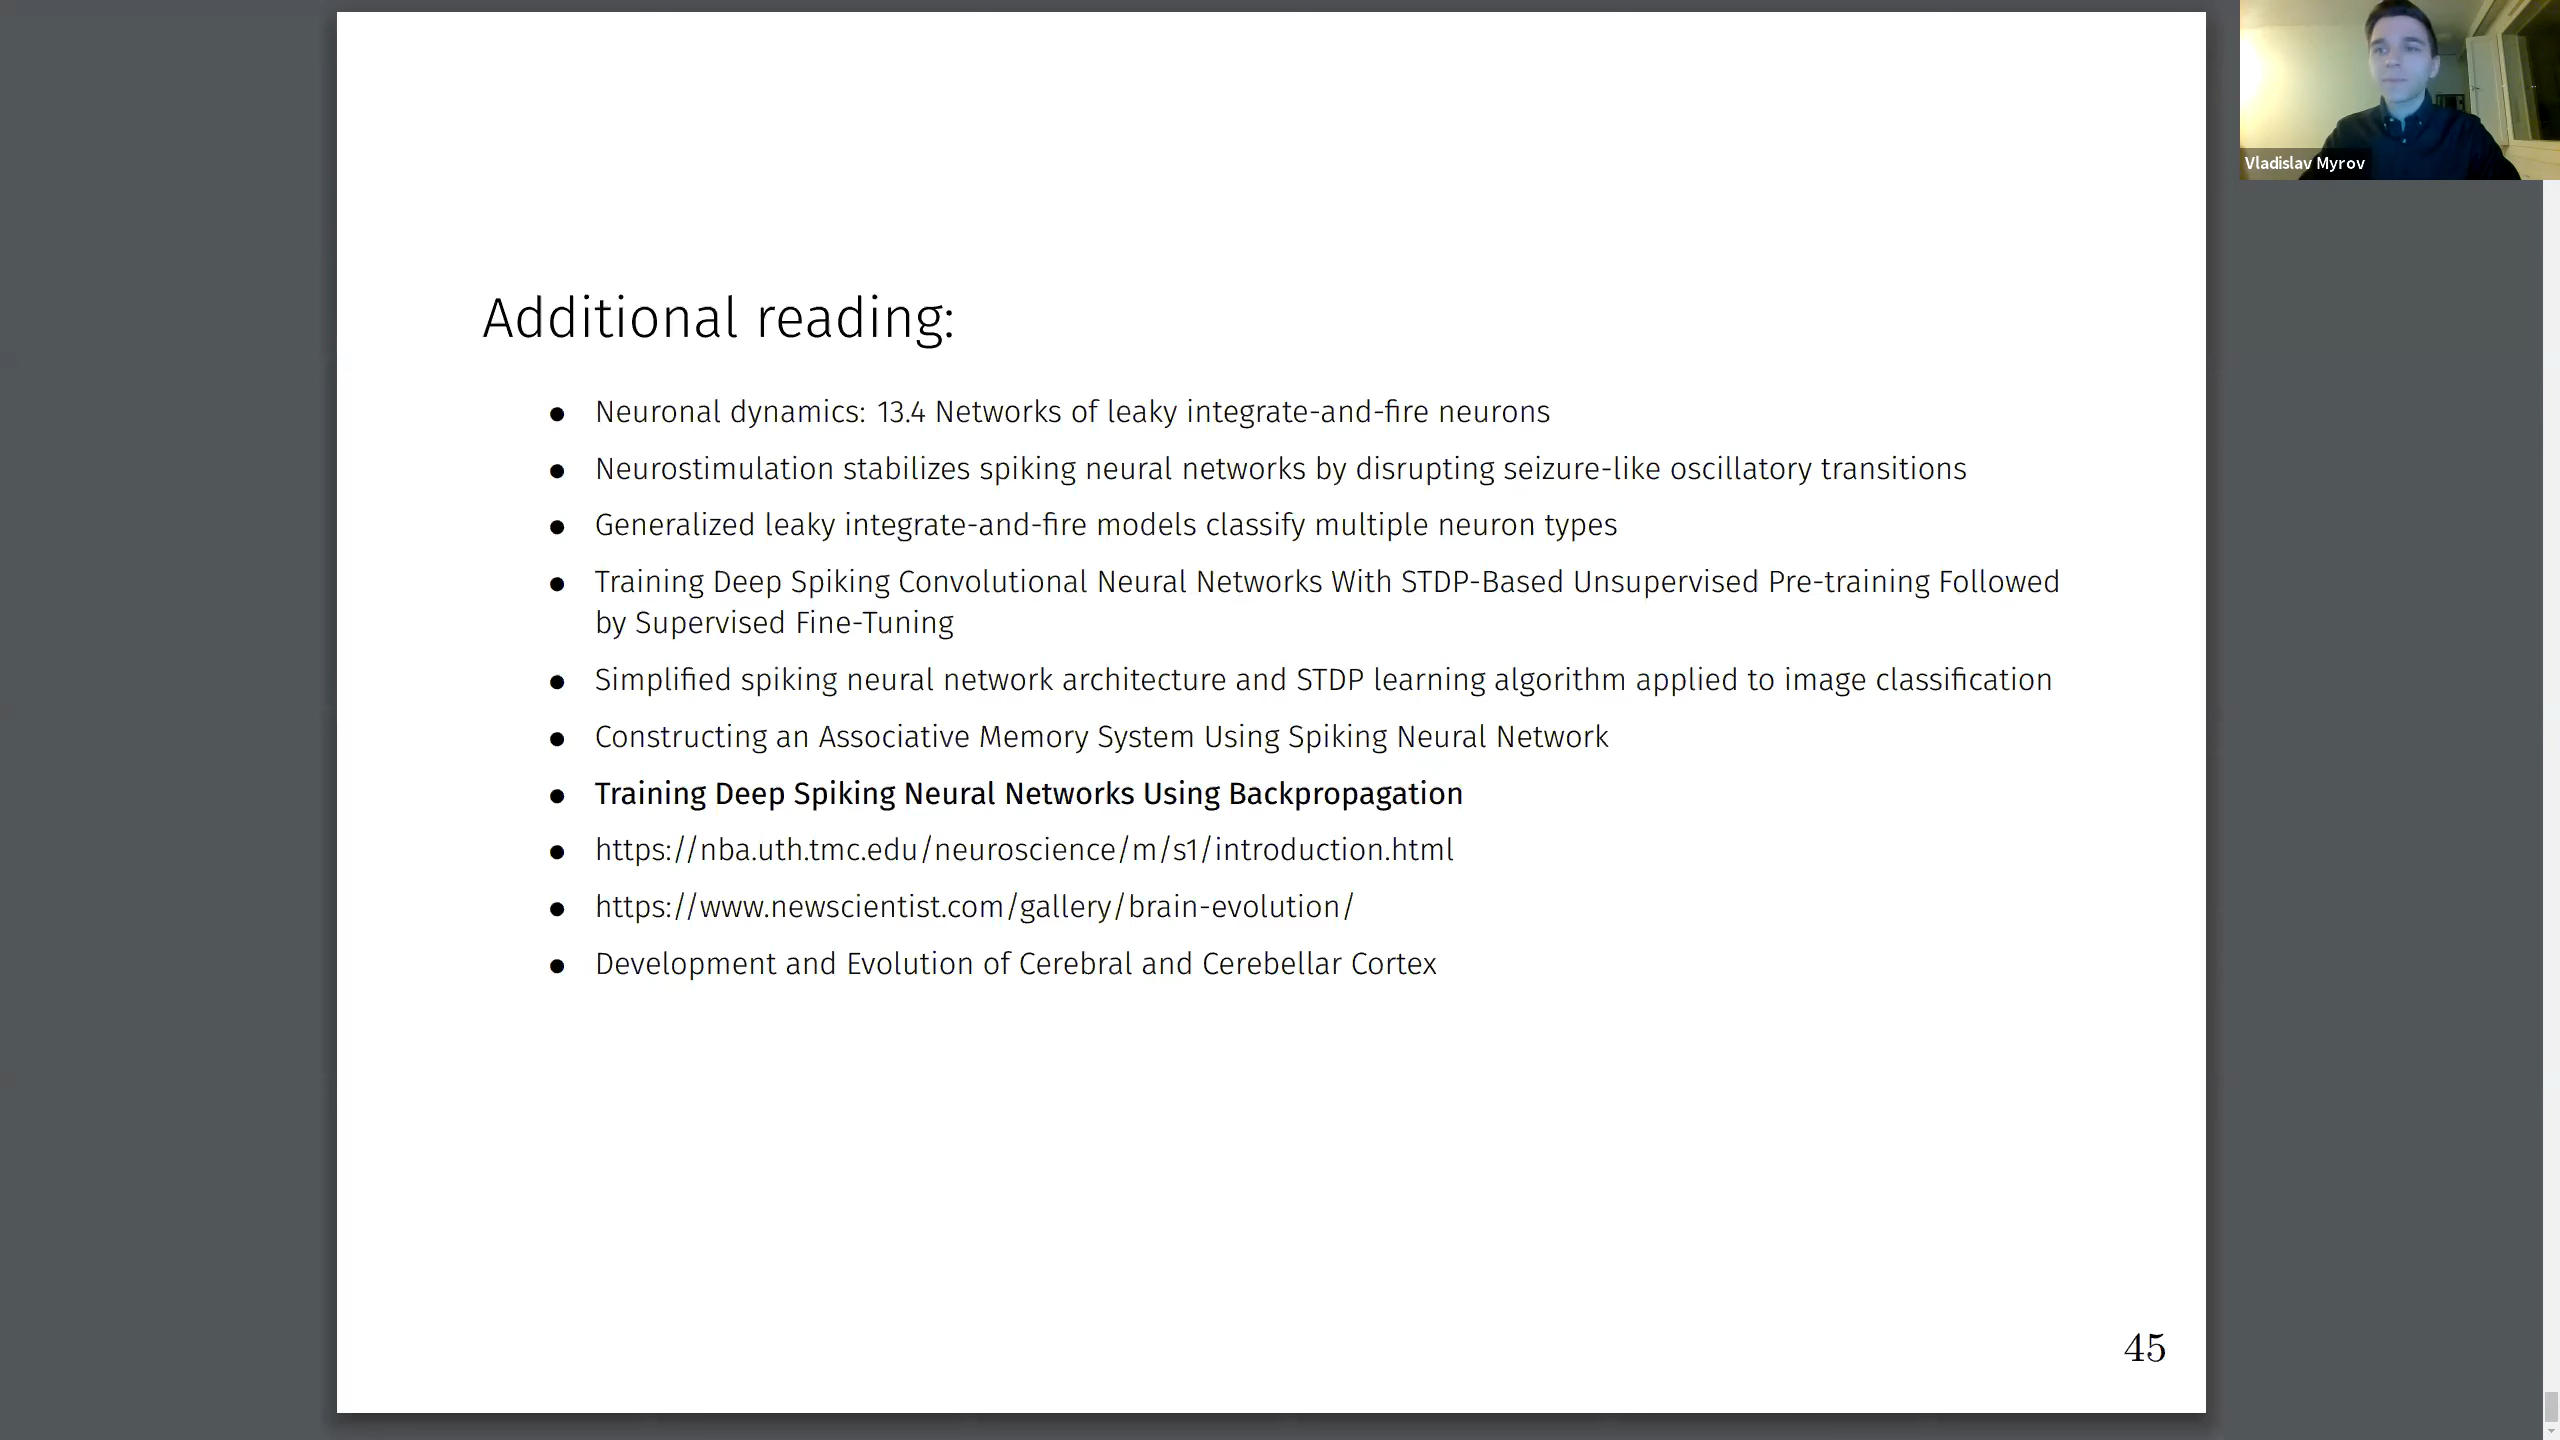 Vladislav Myrov
Additional reading:
● Neuronal dynamics: 13.4 Networks of leaky integrate-and-fire neurons
● Neurostimulation stabilizes spiking neural networks by disrupting seizure-like oscillatory transitions
● Generalized leaky integrate-and-fire models classify multiple neuron types
● Training Deep Spiking Convolutional Neural Networks With STDP-Based Unsupervised Pre-training Followed
by Supervised Fine-Tuning
● Simplified spiking neural network architecture and STDP learning algorithm applied to image classification
● Constructing an Associative Memory System Using Spiking Neural Network
● Training Deep Spiking Neural Networks Using Backpropagation
● https://nba.uth.tmc.edu/neuroscience/m/s1/introduction.html
● https://www.newscientist.com/gallery/brain-evolution/
● Development and Evolution of Cerebral and Cerebellar Cortex
45